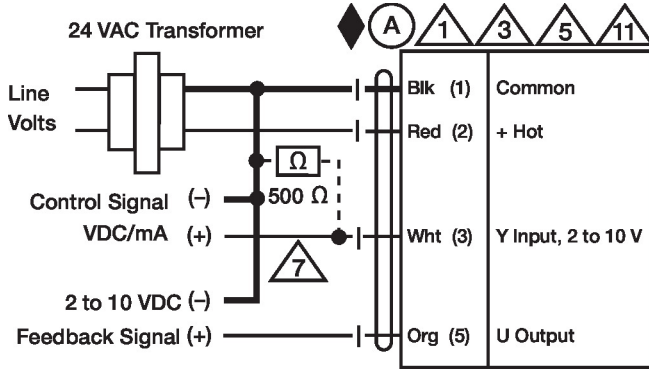 24 VAC Transformer
A 1 3 5 11
Line
Volts
Blk (1) Common
Red (2) + Hot
Ω
500 Ω
Control Signal (-)
VDC/mA (+)
7
Wht (3) Y Input, 2 to 10 V
2 to 10 VDC (-)
Feedback Signal (+)
Org (5) U Output